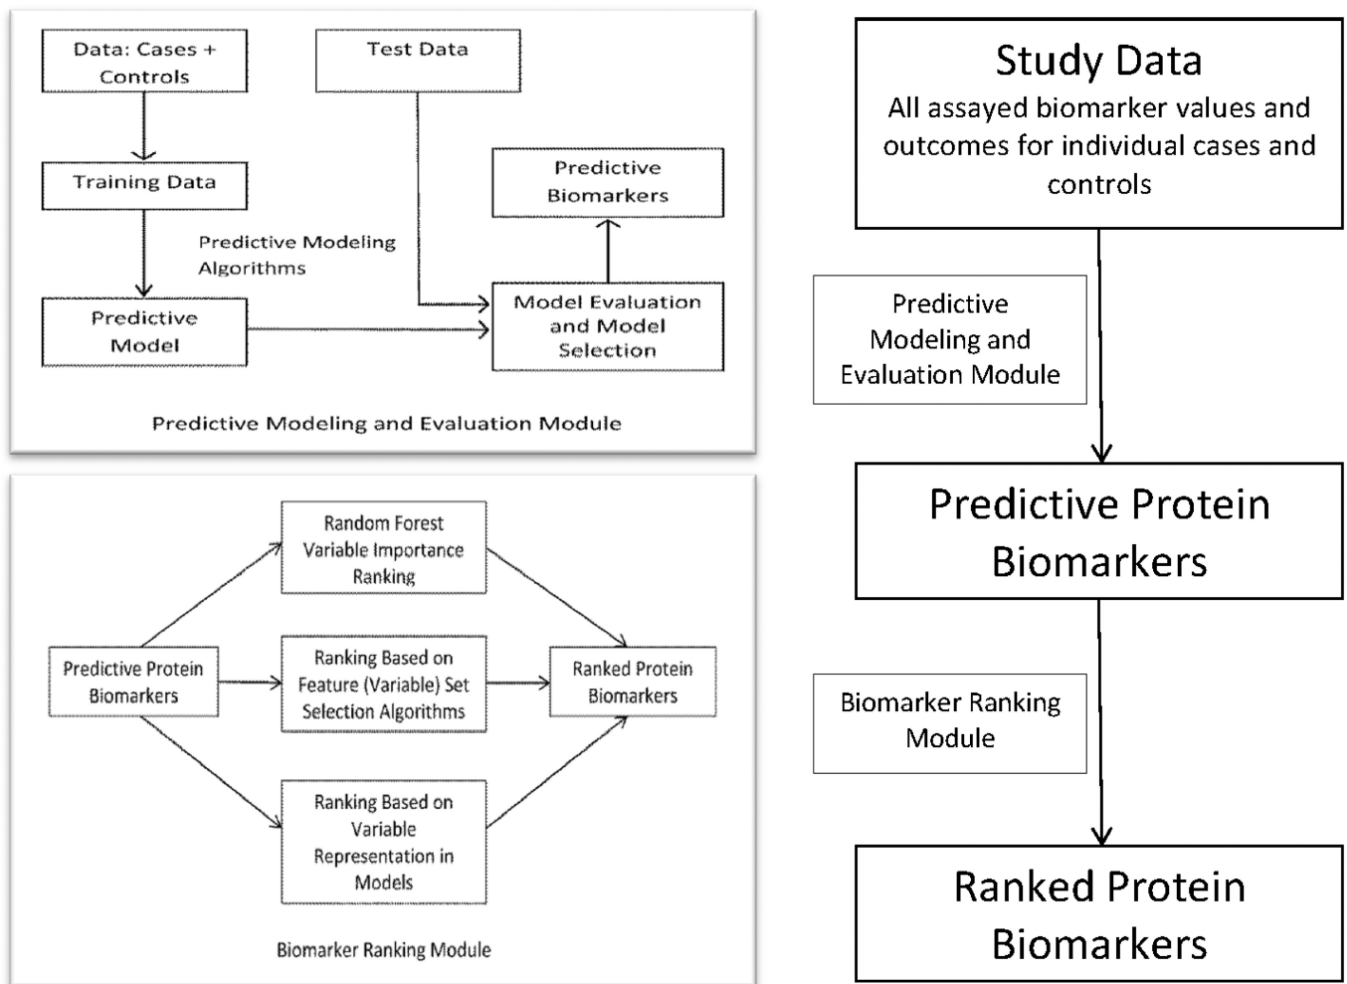 Data: Cases +
Controls
Test Data
Training Data
Predictive
Biomarkers
Predictive Modeling
Algorithms
Predictive
Model
Model Evaluation
and Model
Selection
Predictive Modeling and Evaluation Module
Random Forest
Variable Importance
Ranking
Predictive Protein
Biomarkers
Ranking Based on
Feature (Variable) Set
Selection Algorithms
Ranked Protein
Biomarkers
Ranking Based on
Variable
Representation in
Models
Biomarker Ranking Module
Study Data
All assayed biomarker values and
outcomes for individual cases and
controls
Predictive
Modeling and
Evaluation Module
Predictive Protein
Biomarkers
Biomarker Ranking
Module
Ranked Protein
Biomarkers